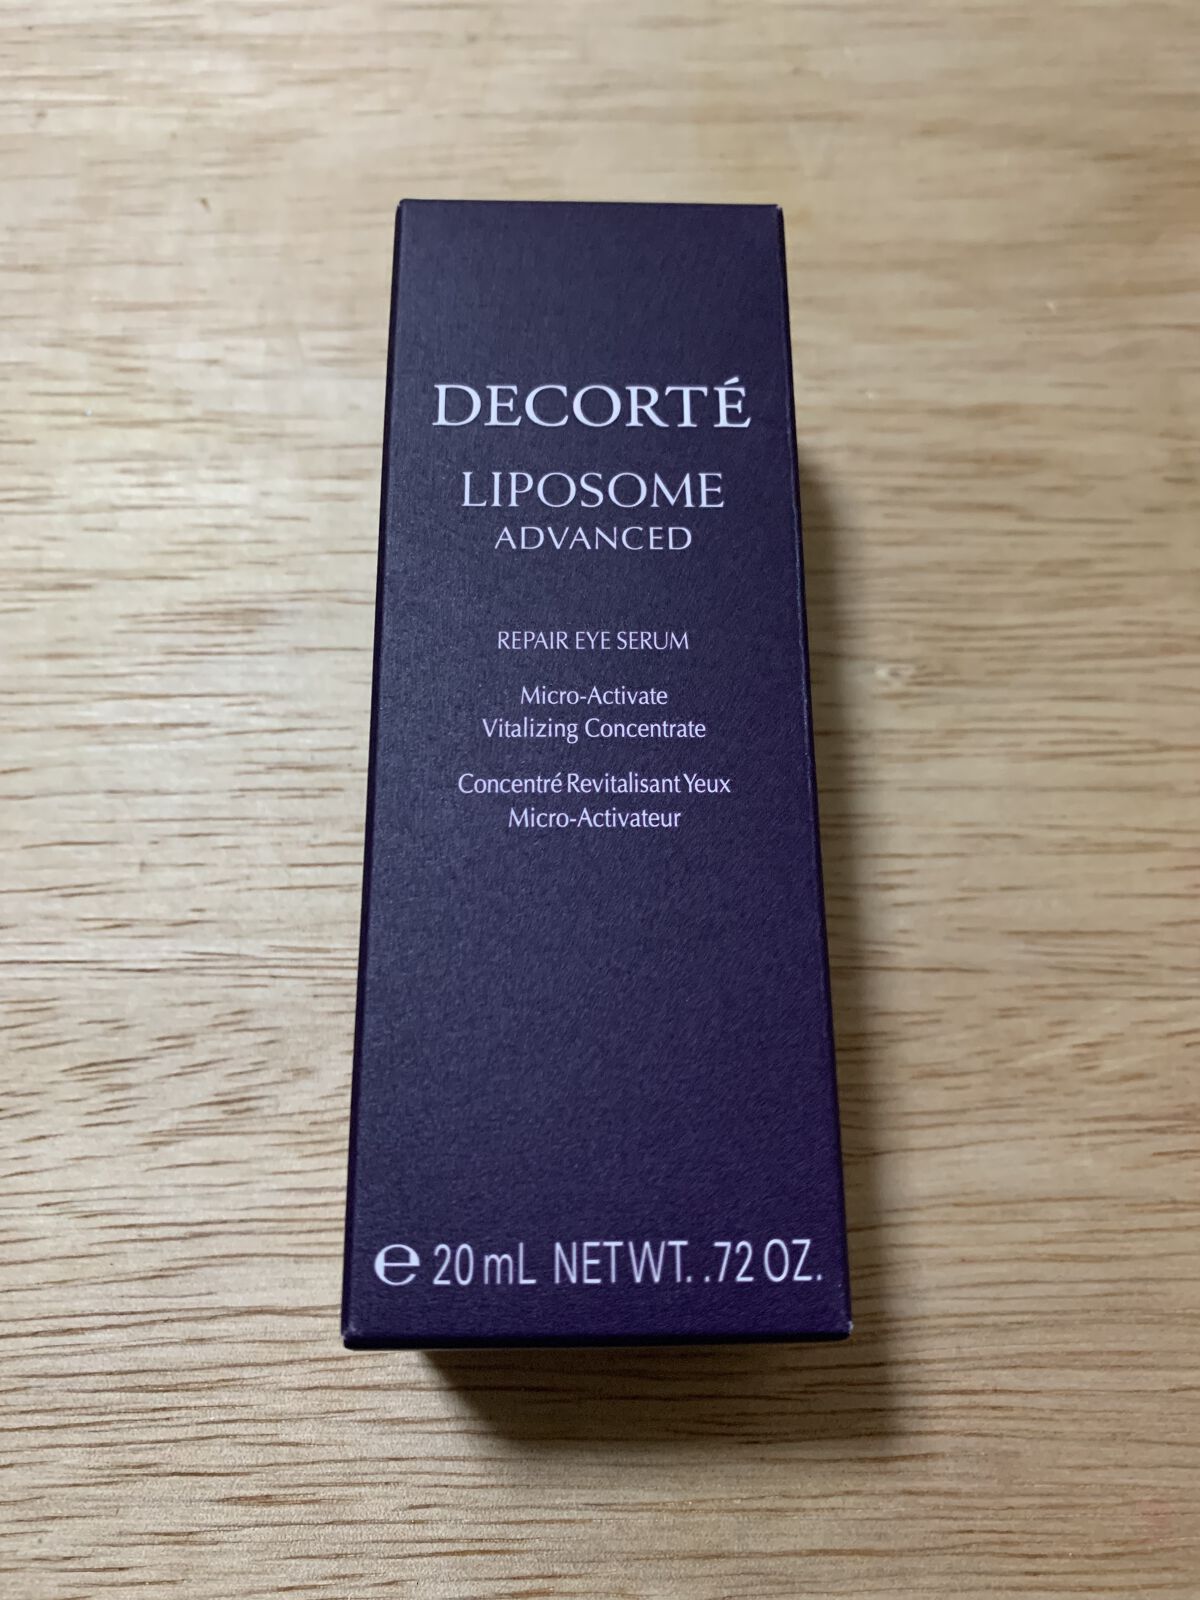 DECORTÉ
LIPOSOME
ADVANCED
REPAIR EYE SERUM
Micro-Activate
Vitalizing Concentrate
Concentré Revitalisant Yeux
Micro-Activateur
℮ 20 mL NET WT. .72 OZ.